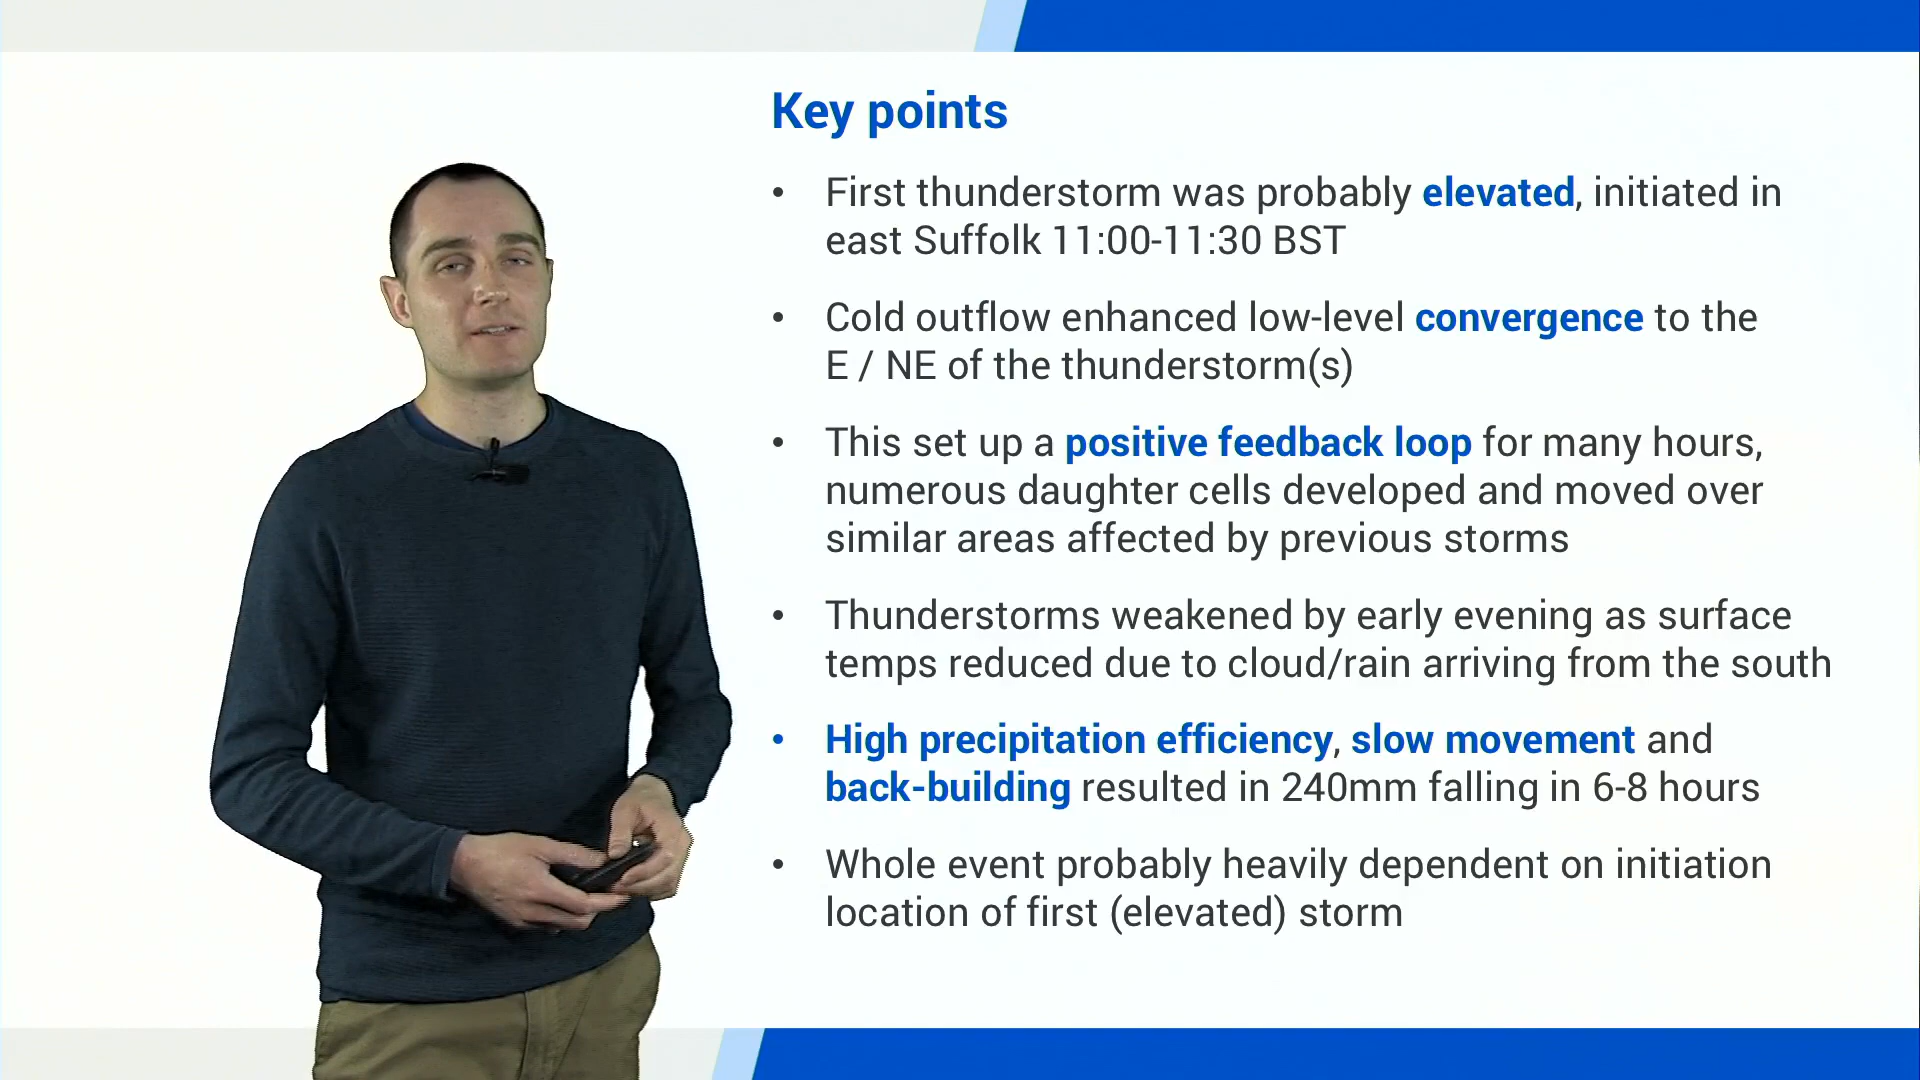 Key points
• First thunderstorm was probably elevated, initiated in
east Suffolk 11:00-11:30 BST
• Cold outflow enhanced low-level convergence to the
E / NE of the thunderstorm(s)
• This set up a positive feedback loop for many hours,
numerous daughter cells developed and moved over
similar areas affected by previous storms
• Thunderstorms weakened by early evening as surface
temps reduced due to cloud/rain arriving from the south
• High precipitation efficiency, slow movement and
back-building resulted in 240mm falling in 6-8 hours
• Whole event probably heavily dependent on initiation
location of first (elevated) storm